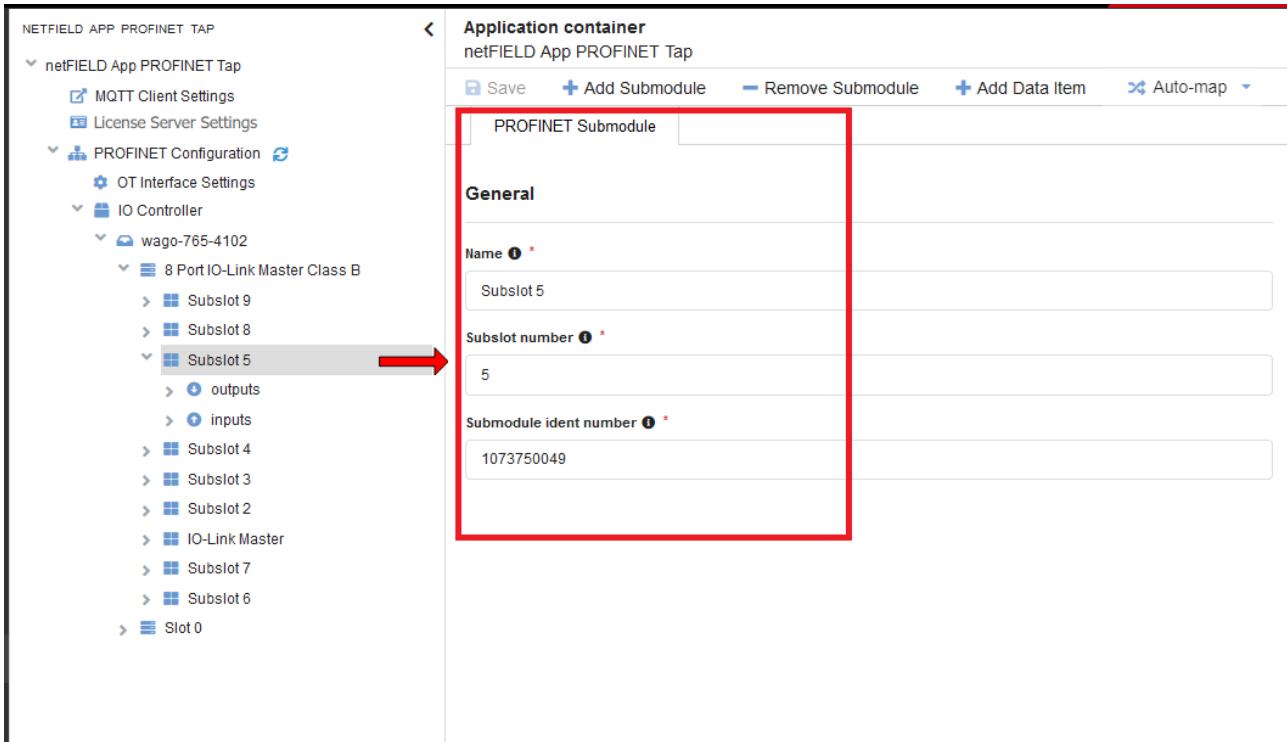 NETFIELD APP PROFINET TAP
netFIELD App PROFINET Tap
MQTT Client Settings
License Server Settings
PROFINET Configuration
OT Interface Settings
IO Controller
wago-765-4102
8 Port IO-Link Master Class B
Subslot 9
Subslot 8
Subslot 5
outputs
inputs
Subslot 4
Subslot 3
Subslot 2
IO-Link Master
Subslot 7
Subslot 6
Slot 0
Application container
netFIELD App PROFINET Tap
Save Add Submodule Remove Submodule Add Data Item Auto-map
PROFINET Submodule
General
Name *
Subslot 5
Subslot number *
5
Submodule ident number *
1073750049